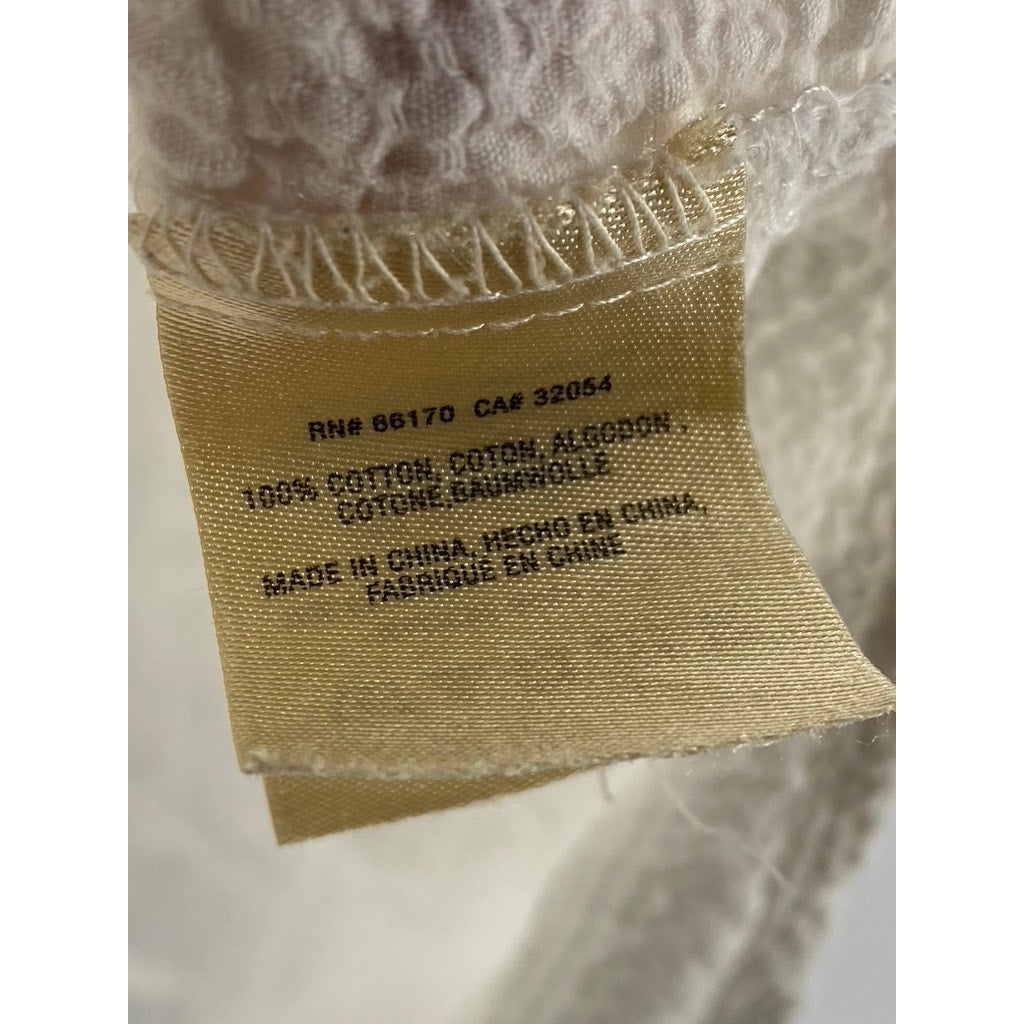 RN# 66170 CA# 32054
100% COTTON, COTON, ALGODON ,
COTONE,BAUMWOLLE
MADE IN CHINA, HECHO EN CHINA,
FABRIQUE EN CHINE